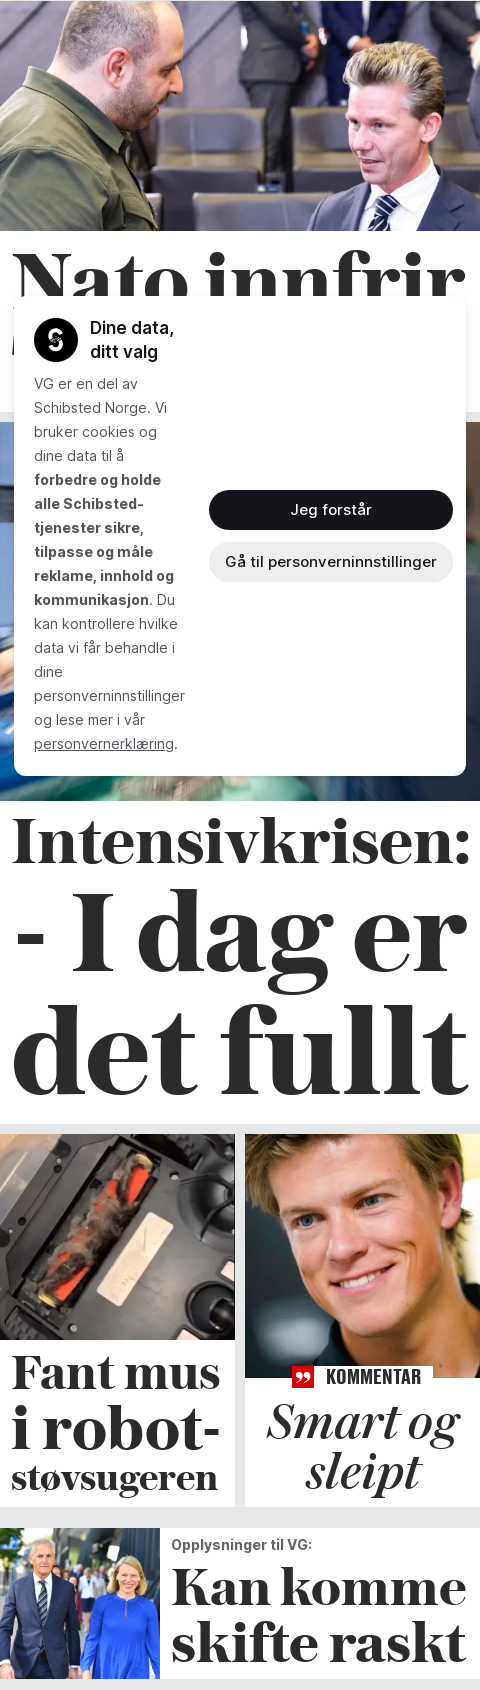 Nato innfrir
Dine data,
ditt valg
VG er en del av
Schibsted Norge. Vi
bruker cookies og
dine data til å
forbedre og holde
alle Schibsted-
tjenester sikre,
tilpasse og måle
reklame, innhold og
kommunikasjon. Du
kan kontrollere hvilke
data vi får behandle i
dine
personverninnstillinger
og lese mer i vår
personvernerklæring.
Jeg forstår
Gå til personverninnstillinger
Intensivkrisen:
- I dag er
det fullt
Fant mus
i robot-
støvsugeren
KOMMENTAR
Smart og
sleipt
Opplysninger til VG:
Kan komme
skifte raskt